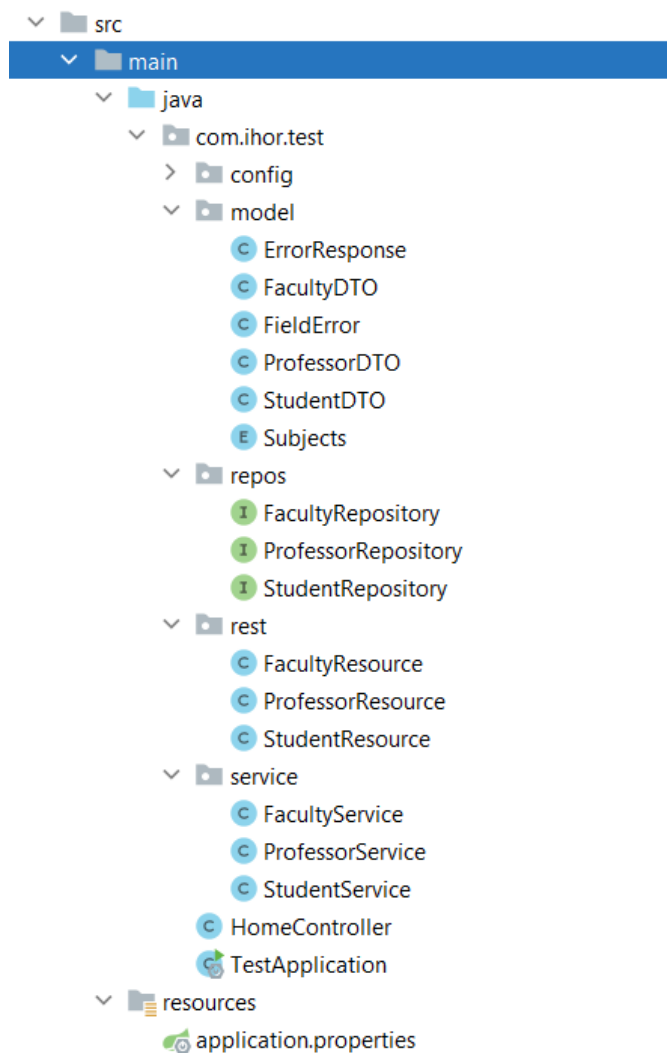 src
main
java
com.ihor.test
config
model
C ErrorResponse
C FacultyDTO
C FieldError
C ProfessorDTO
C StudentDTO
E Subjects
repos
I FacultyRepository
I ProfessorRepository
I StudentRepository
rest
C FacultyResource
C ProfessorResource
C StudentResource
service
C FacultyService
C ProfessorService
C StudentService
C HomeController
C TestApplication
resources
application.properties